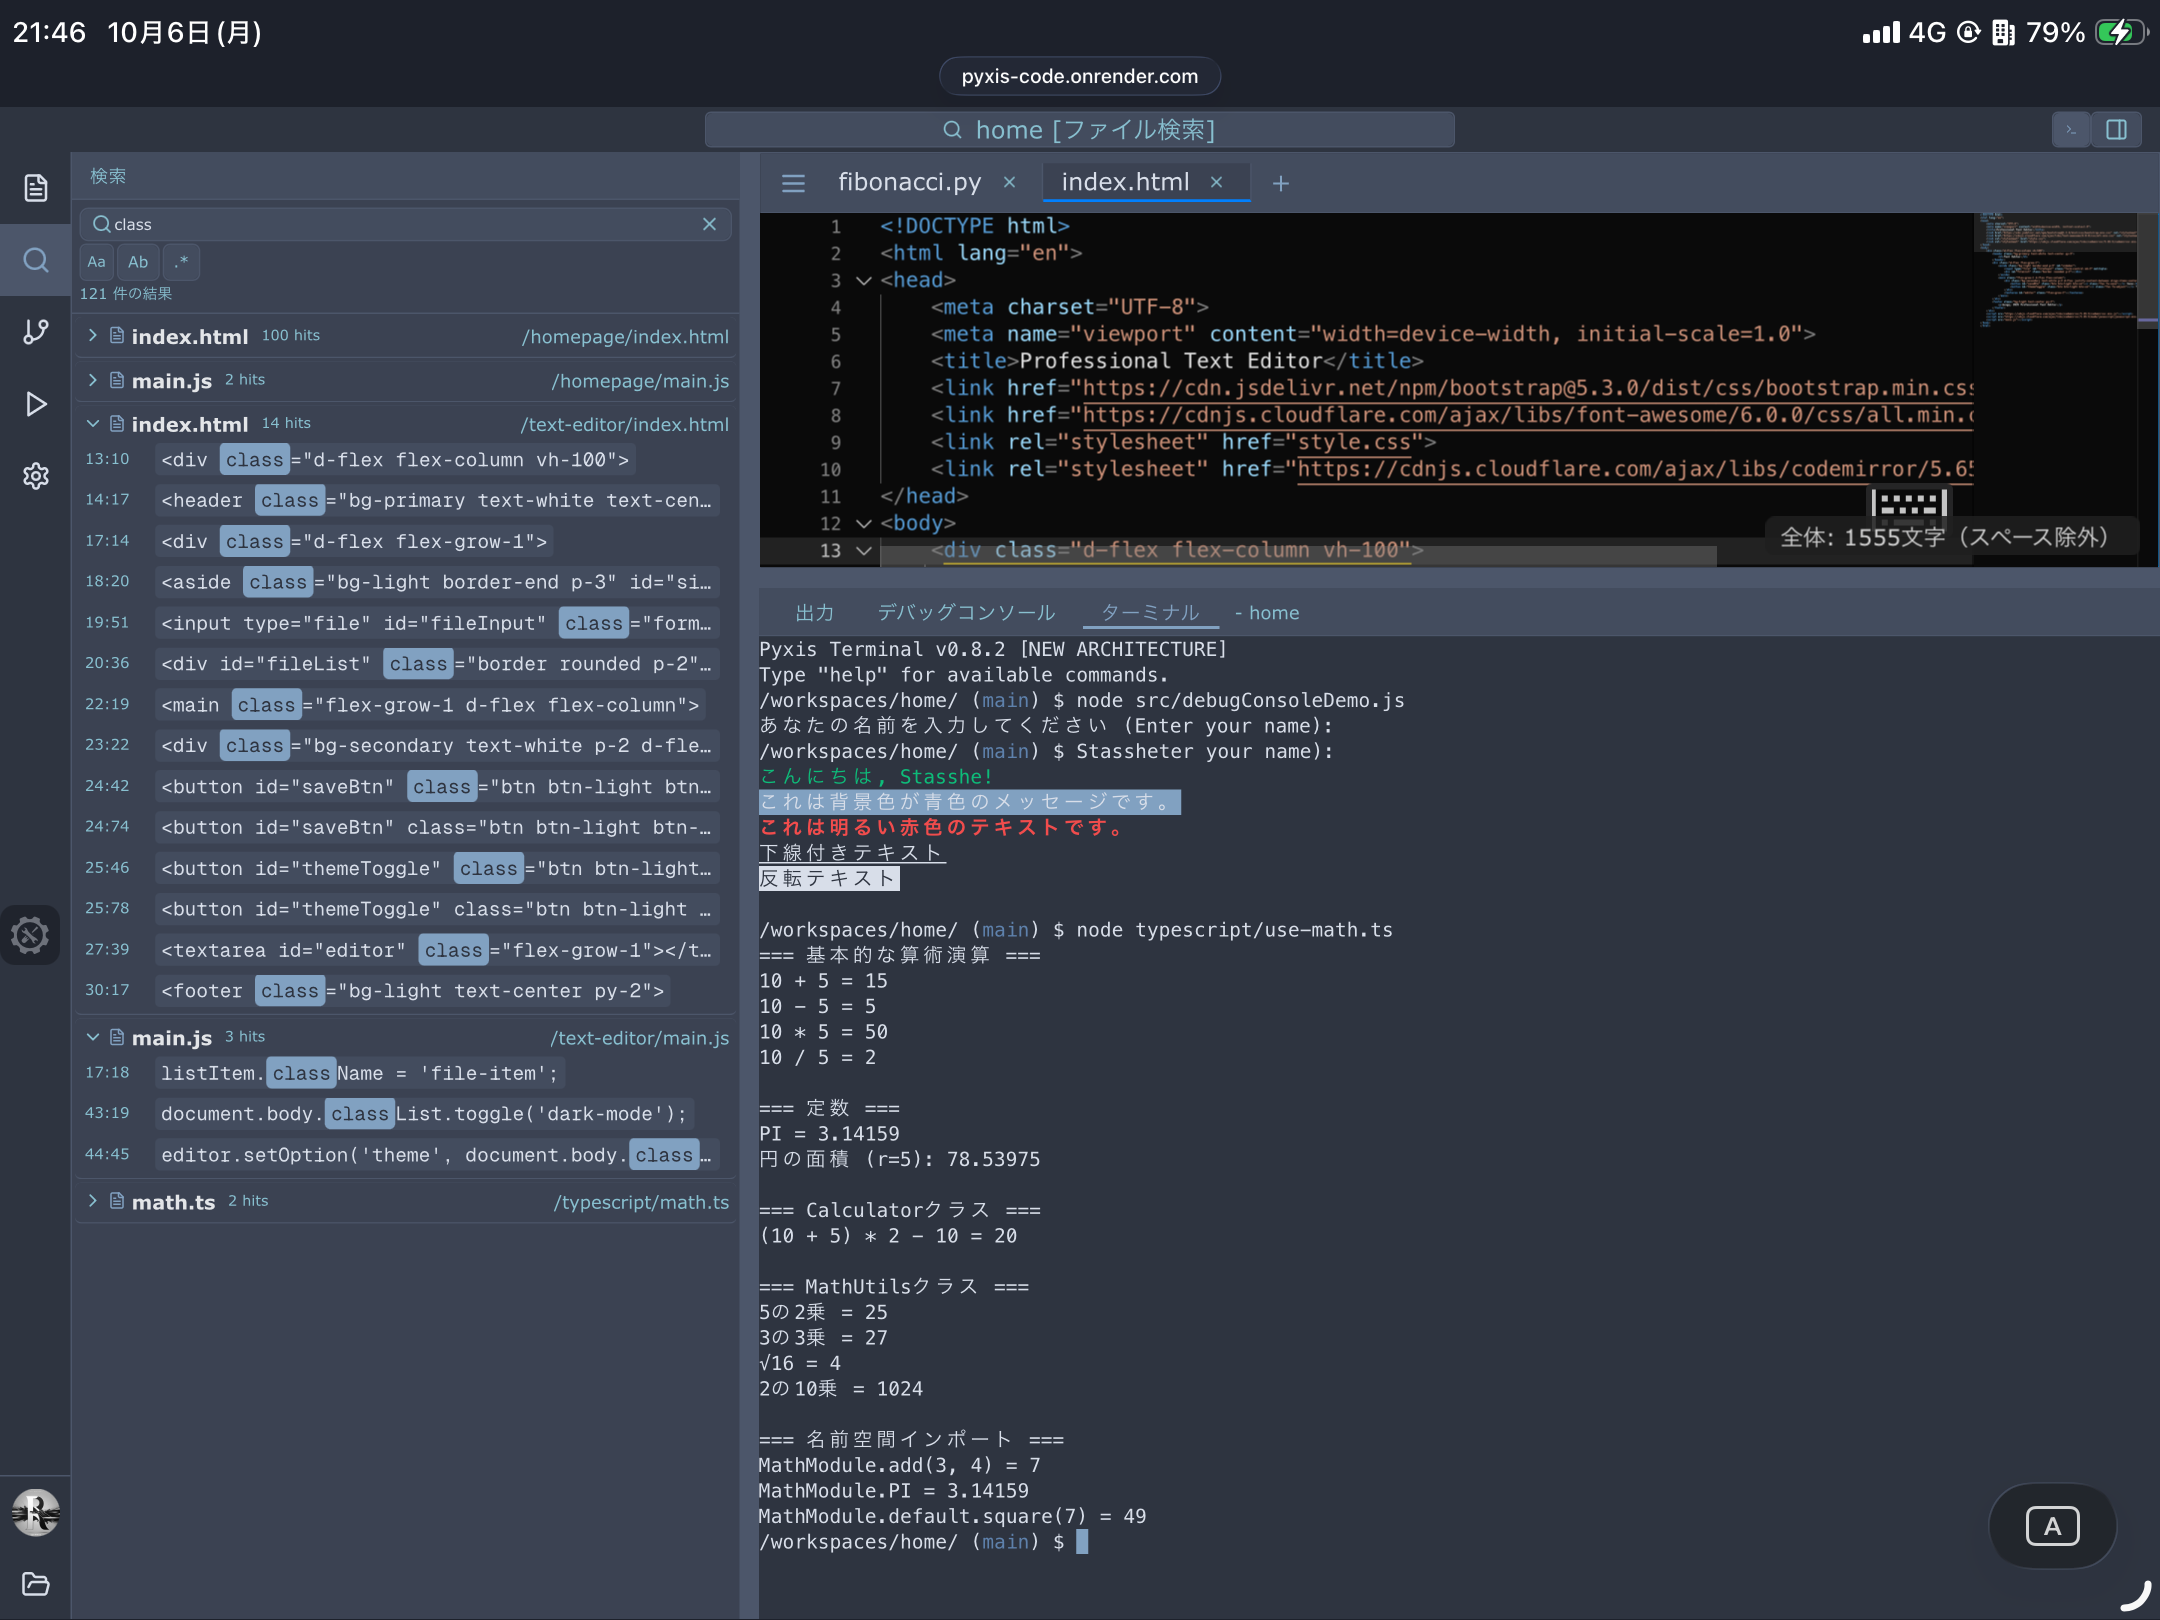 21:46 10月6日(月)
4G 79%
pyxis-code.onrender.com
home [ファイル検索]
検索
class
Aa Ab .*
121 件の結果
index.html 100 hits /homepage/index.html
main.js 2 hits /homepage/main.js
index.html 14 hits /text-editor/index.html
13:10 <div class="d-flex flex-column vh-100">
14:17 <header class="bg-primary text-white text-cen…
17:14 <div class="d-flex flex-grow-1">
18:20 <aside class="bg-light border-end p-3" id="si…
19:51 <input type="file" id="fileInput" class="form…
20:36 <div id="fileList" class="border rounded p-2"…
22:19 <main class="flex-grow-1 d-flex flex-column">
23:22 <div class="bg-secondary text-white p-2 d-fle…
24:42 <button id="saveBtn" class="btn btn-light btn…
24:74 <button id="saveBtn" class="btn btn-light btn-…
25:46 <button id="themeToggle" class="btn btn-light…
25:78 <button id="themeToggle" class="btn btn-light …
27:39 <textarea id="editor" class="flex-grow-1"></t…
30:17 <footer class="bg-light text-center py-2">
main.js 3 hits /text-editor/main.js
17:18 listItem.className = 'file-item';
43:19 document.body.classList.toggle('dark-mode');
44:45 editor.setOption('theme', document.body.class…
math.ts 2 hits /typescript/math.ts
fibonacci.py × index.html × +
1 <!DOCTYPE html>
2 <html lang="en">
3 <head>
4 <meta charset="UTF-8">
5 <meta name="viewport" content="width=device-width, initial-scale=1.0">
6 <title>Professional Text Editor</title>
7 <link href="https://cdn.jsdelivr.net/npm/bootstrap@5.3.0/dist/css/bootstrap.min.css
8 <link href="https://cdnjs.cloudflare.com/ajax/libs/font-awesome/6.0.0/css/all.min.c
9 <link rel="stylesheet" href="style.css">
10 <link rel="stylesheet" href="https://cdnjs.cloudflare.com/ajax/libs/codemirror/5.65
11 </head>
12 <body>
13 <div class="d-flex flex-column vh-100">
全体: 1555文字 (スペース除外)
出力 デバッグコンソール ターミナル - home
Pyxis Terminal v0.8.2 [NEW ARCHITECTURE]
Type "help" for available commands.
/workspaces/home/ (main) $ node src/debugConsoleDemo.js
あなたの名前を入力してください (Enter your name):
/workspaces/home/ (main) $ Stassheter your name):
こんにちは, Stasshe!
これは背景色が青色のメッセージです。
これは明るい赤色のテキストです。
下線付きテキスト
反転テキスト
/workspaces/home/ (main) $ node typescript/use-math.ts
=== 基本的な算術演算 ===
10 + 5 = 15
10 - 5 = 5
10 * 5 = 50
10 / 5 = 2
=== 定数 ===
PI = 3.14159
円の面積 (r=5): 78.53975
=== Calculatorクラス ===
(10 + 5) * 2 - 10 = 20
=== MathUtilsクラス ===
5の2乗 = 25
3の3乗 = 27
√16 = 4
2の10乗 = 1024
=== 名前空間インポート ===
MathModule.add(3, 4) = 7
MathModule.PI = 3.14159
MathModule.default.square(7) = 49
/workspaces/home/ (main) $
A